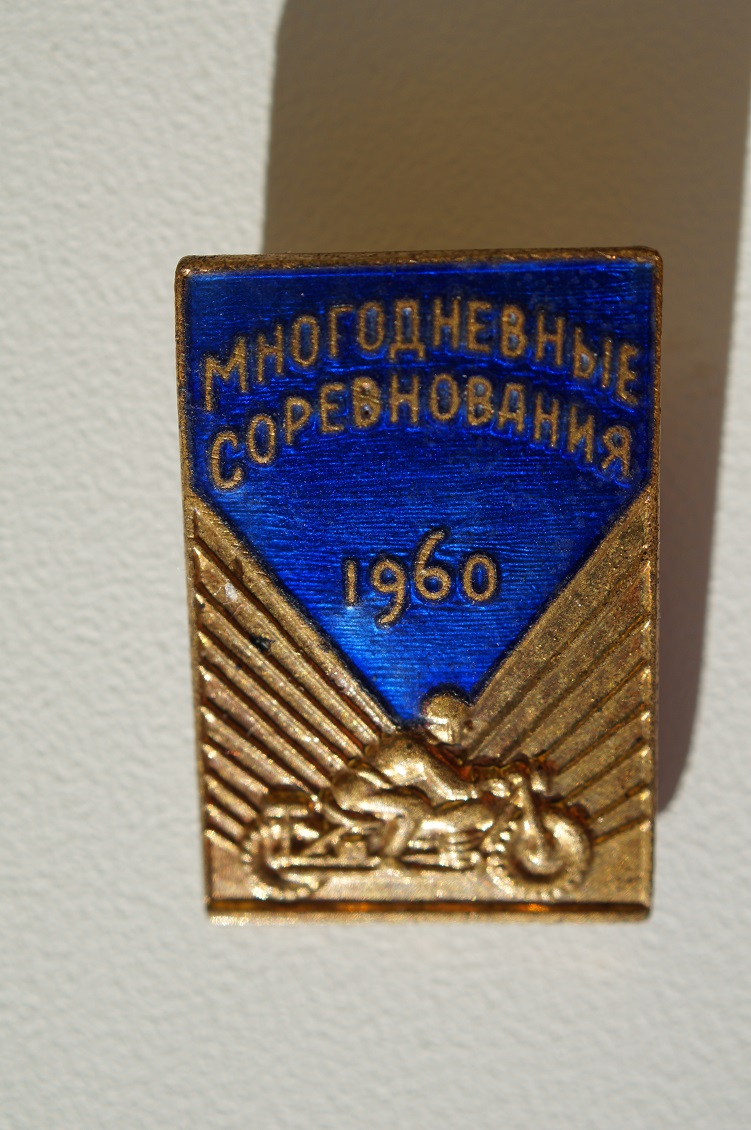 МНОГОДНЕВНЫЕ
СОРЕВНОВАНИЯ
1960